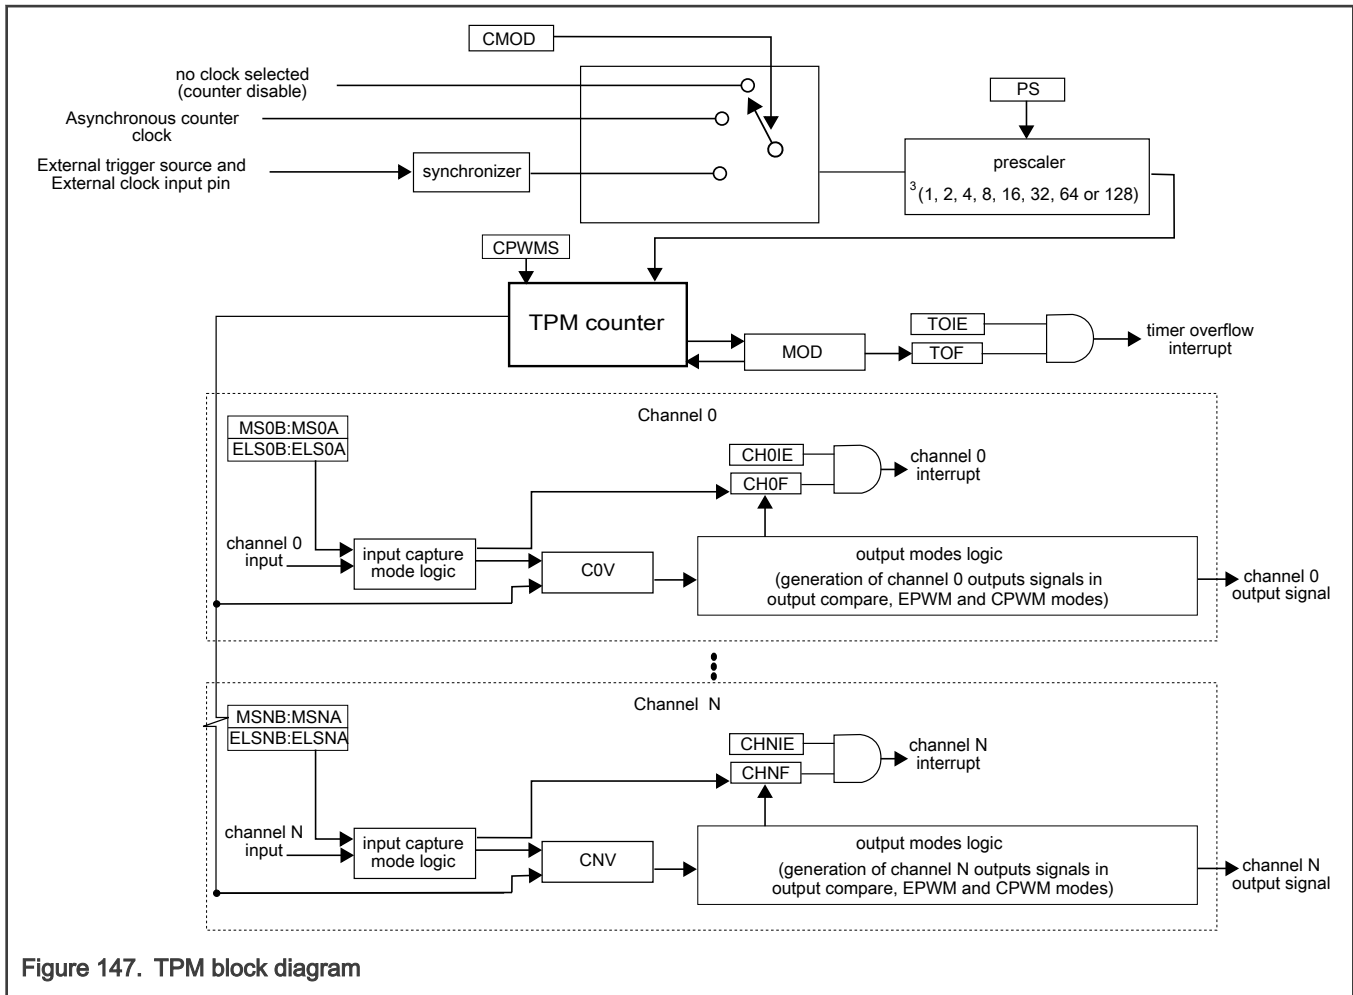 CMOD
no clock selected
(counter disable)
PS
Asynchronous counter
clock
prescaler
External trigger source and
External clock input pin
synchronizer
3(1, 2, 4, 8, 16, 32, 64 or 128)
CPWMS
TPM counter
TOIE
timer overflow
interrupt
MOD
TOF
Channel 0
MS0B:MS0A
ELS0B:ELS0A
CH0IE
channel 0
interrupt
CH0F
channel 0
input
input capture
mode logic
C0V
output modes logic
(generation of channel 0 outputs signals in
output compare, EPWM and CPWM modes)
channel 0
output signal
Channel N
MSNB:MSNA
ELSNB:ELSNA
CHNIE
channel N
interrupt
CHNF
channel N
input
input capture
mode logic
CNV
output modes logic
(generation of channel N outputs signals in
output compare, EPWM and CPWM modes)
channel N
output signal
Figure 147. TPM block diagram